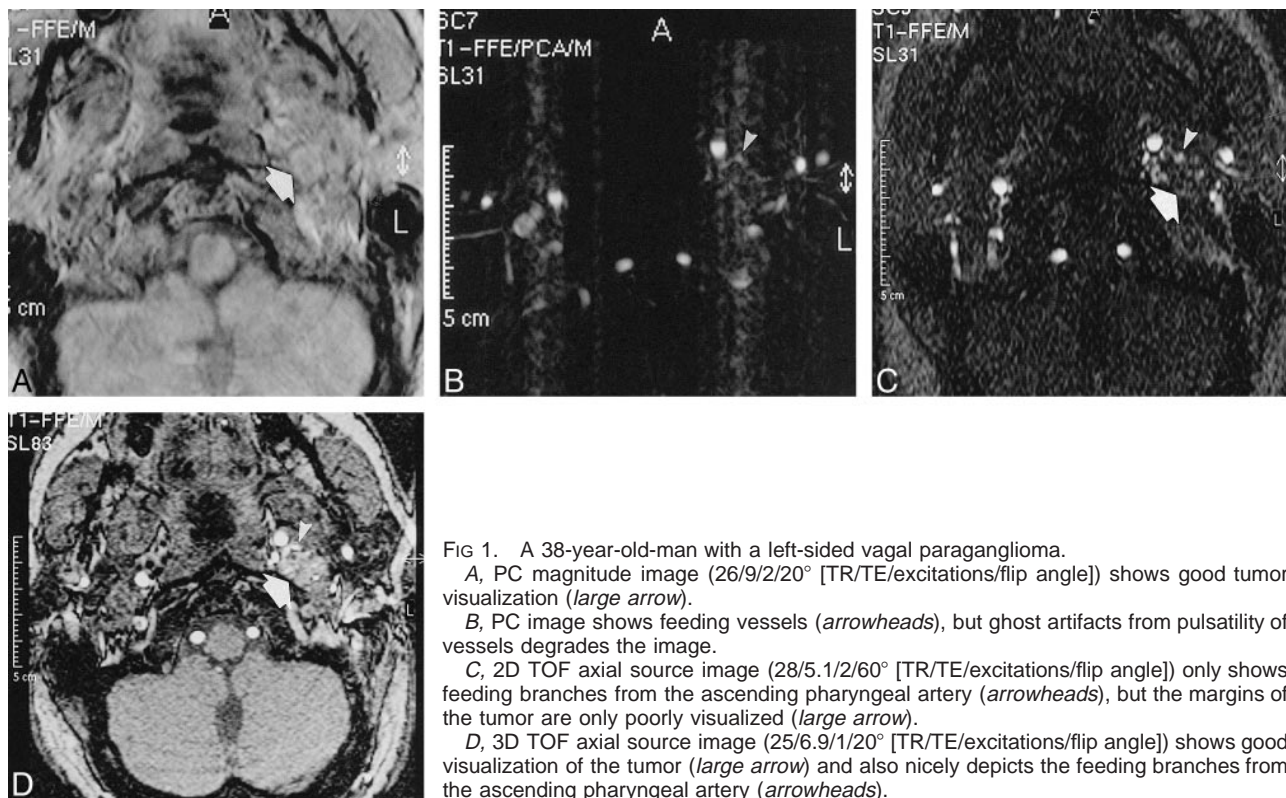 A
1-FFE/M
SL31
L
5 cm
A
SC7
T1-FFE/PCA/M
SL31
A
L
5 cm
B
T1-FFE/M
SL31
L
5 cm
C
T1-FFE/M
SL83
5 cm
L
D
FIG 1. A 38-year-old-man with a left-sided vagal paraganglioma.
A, PC magnitude image (26/9/2/20° [TR/TE/excitations/flip angle]) shows good tumor
visualization (large arrow).
B, PC image shows feeding vessels (arrowheads), but ghost artifacts from pulsatility of
vessels degrades the image.
C, 2D TOF axial source image (28/5.1/2/60° [TR/TE/excitations/flip angle]) only shows
feeding branches from the ascending pharyngeal artery (arrowheads), but the margins of
the tumor are only poorly visualized (large arrow).
D, 3D TOF axial source image (25/6.9/1/20° [TR/TE/excitations/flip angle]) shows good
visualization of the tumor (large arrow) and also nicely depicts the feeding branches from
the ascending pharyngeal artery (arrowheads).